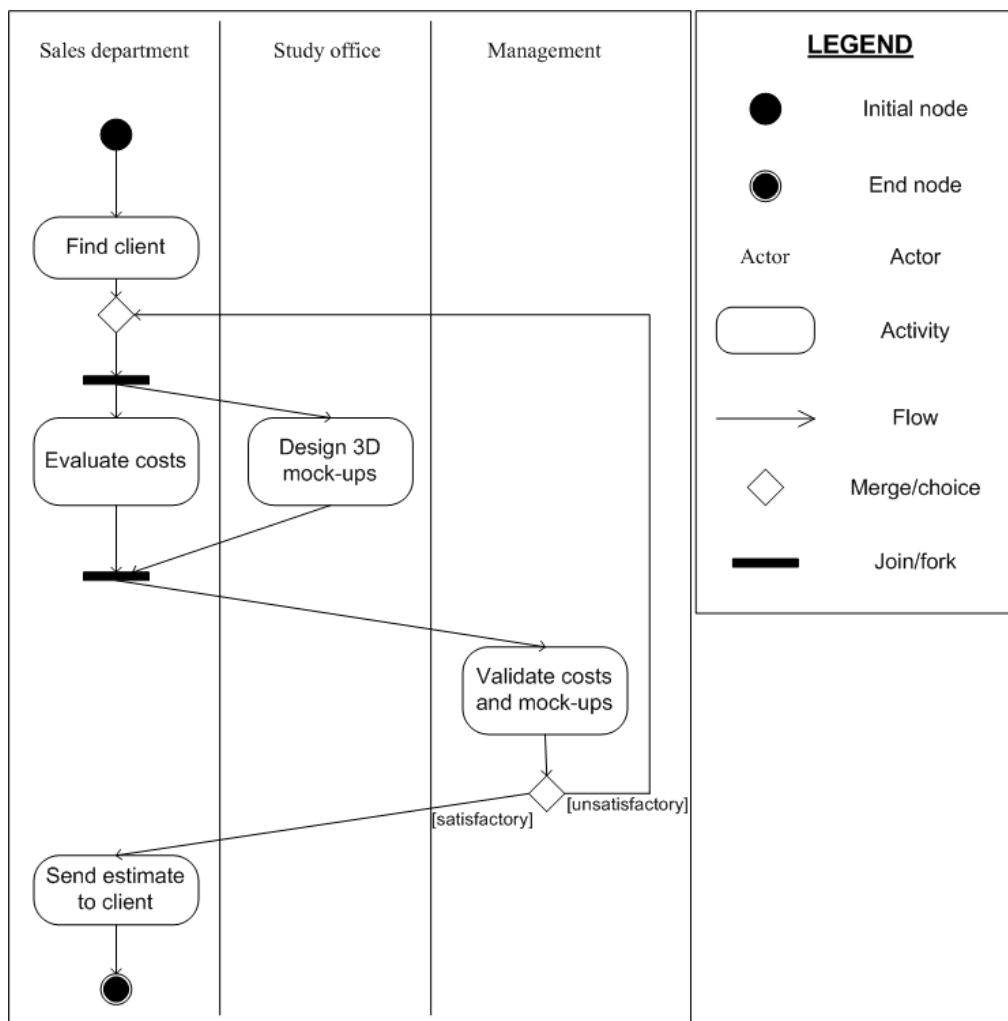 Sales department
Study office
Management
Find client
Evaluate costs
Design 3D
mock-ups
Validate costs
and mock-ups
[unsatisfactory]
[satisfactory]
Send estimate
to client
LEGEND
Initial node
End node
Actor
Actor
Activity
Flow
Merge/choice
Join/fork